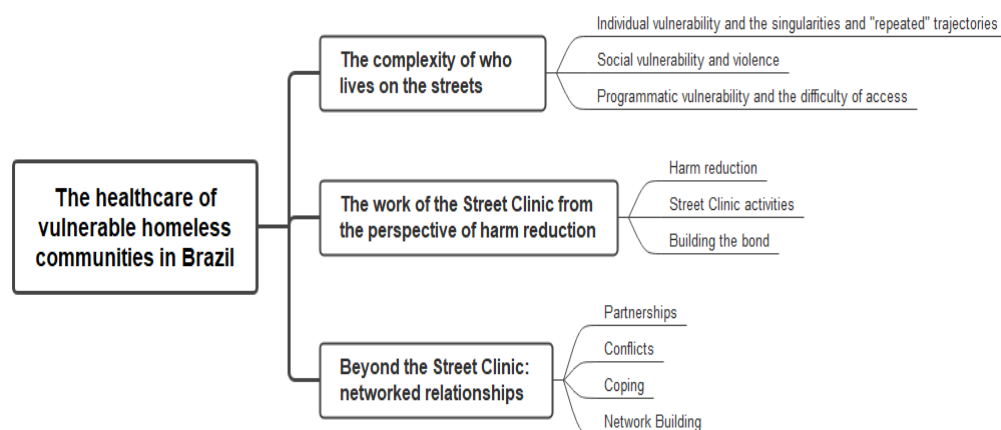 The healthcare of
vulnerable homeless
communities in Brazil
The complexity of who
lives on the streets
Individual vulnerability and the singularities and "repeated" trajectories
Social vulnerability and violence
Programmatic vulnerability and the difficulty of access
The work of the Street Clinic from
the perspective of harm reduction
Harm reduction
Street Clinic activities
Building the bond
Beyond the Street Clinic:
networked relationships
Partnerships
Conflicts
Coping
Network Building